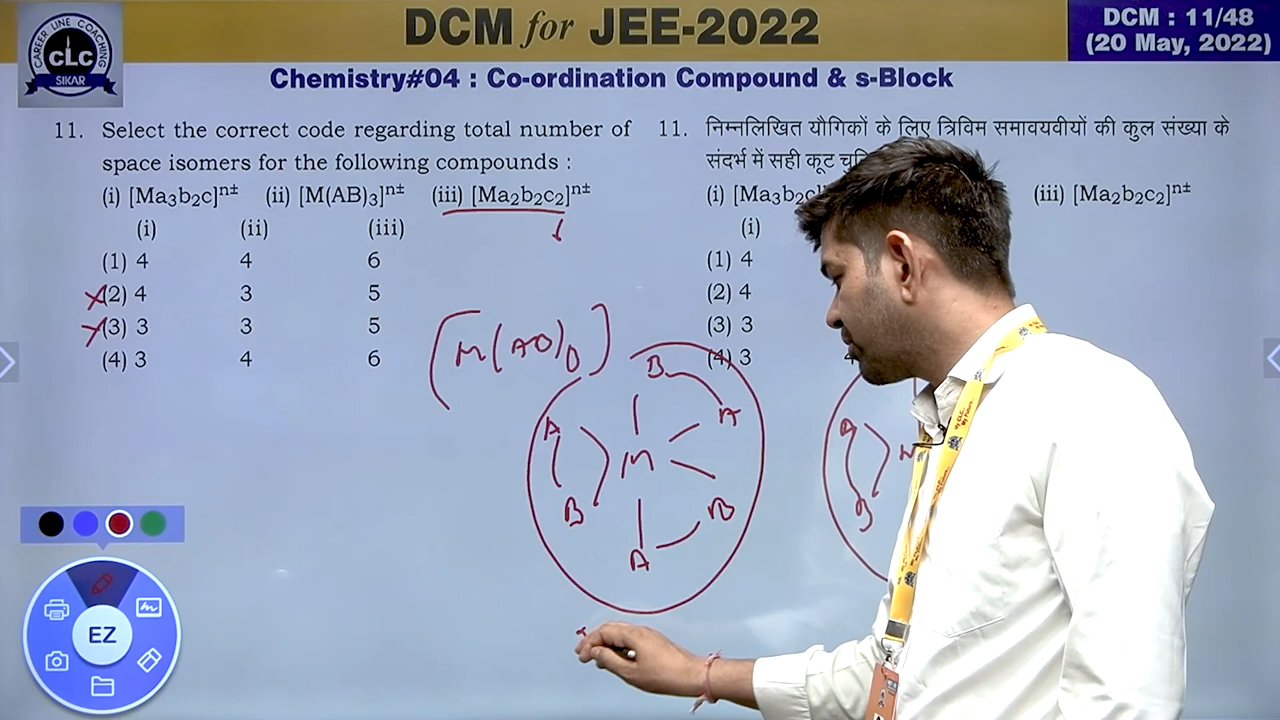 DCM for JEE-2022
DCM : 11/48
(20 May, 2022)
CAREER LINE COACHING
CLC
SIKAR
Chemistry#04 : Co-ordination Compound & s-Block
11. Select the correct code regarding total number of
space isomers for the following compounds :
(i) [Ma₃b₂c]ⁿ± (ii) [M(AB)₃]ⁿ± (iii) [Ma₂b₂c₂]ⁿ±
(i) (ii) (iii)
(1) 4 4 6
(2) 4 3 5
(3) 3 3 5
(4) 3 4 6
11. निम्नलिखित यौगिकों के लिए त्रिविम समावयवीयों की कुल संख्या के
संदर्भ में सही कूट
(i) [Ma₃b₂c] (iii) [Ma₂b₂c₂]ⁿ±
(i)
(1) 4
(2) 4
(3) 3
(4) 3 4
B
A A
M
B B
A
EZ